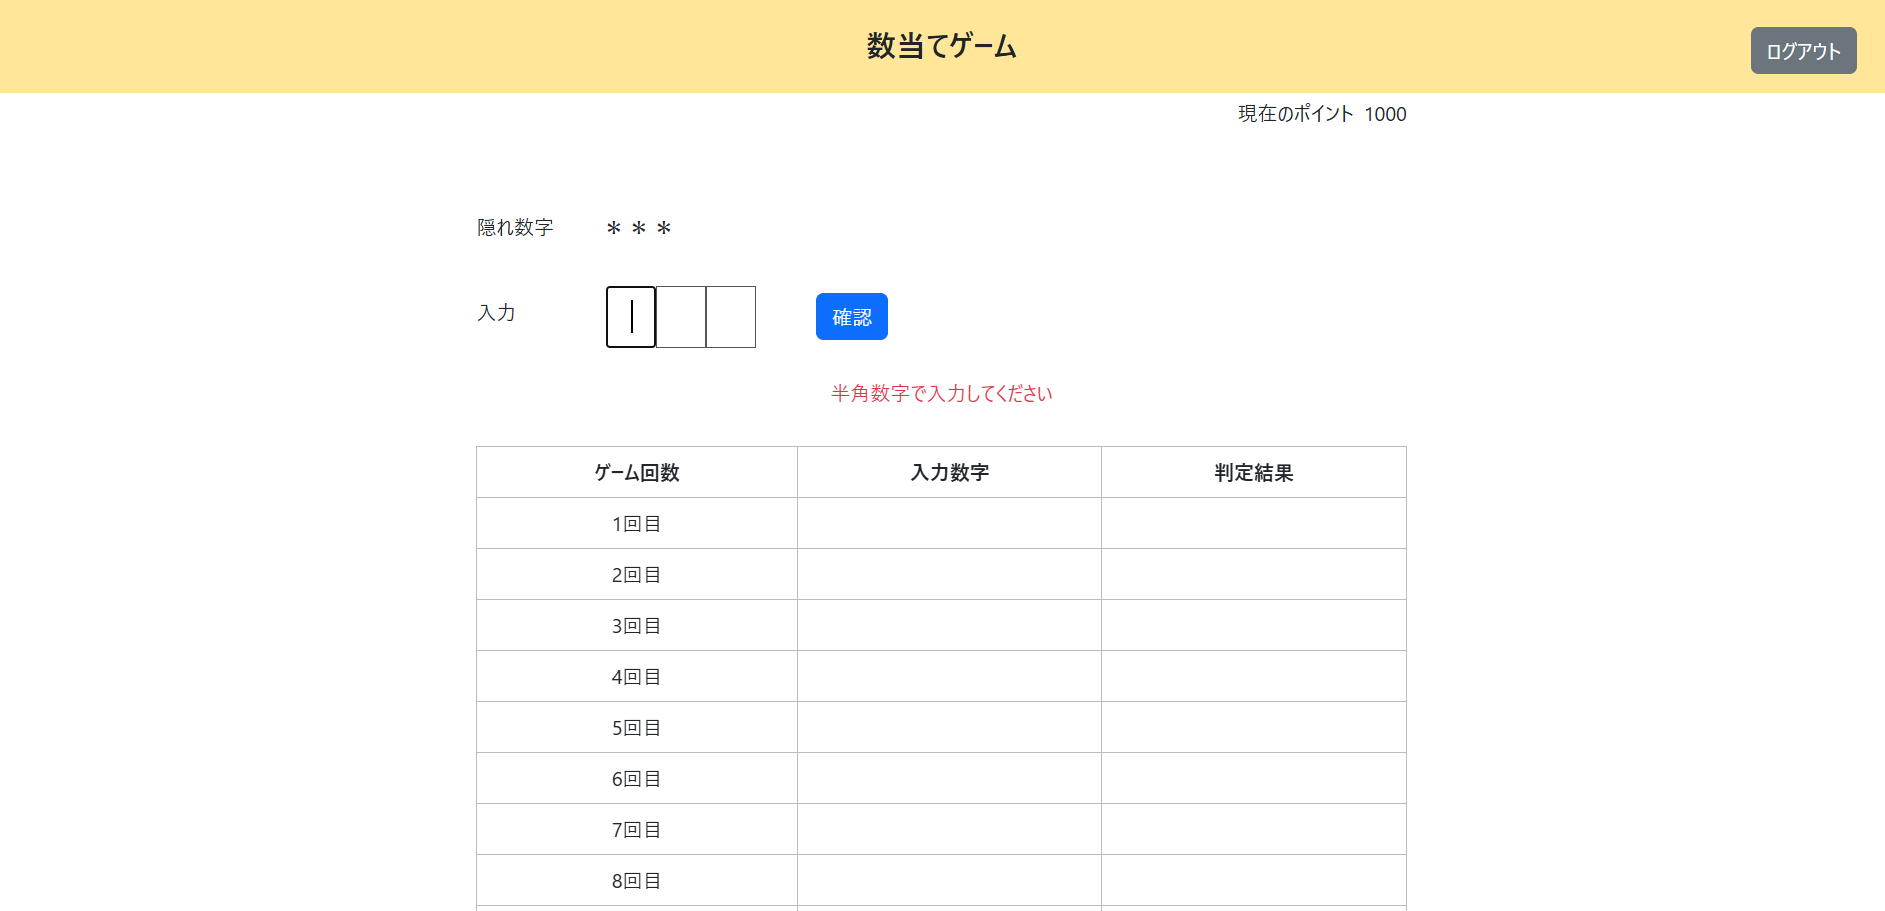 数当てゲーム
ログアウト
現在のポイント 1000
隠れ数字 ＊＊＊
入力 確認
半角数字で入力してください
ゲーム回数 入力数字 判定結果
1回目
2回目
3回目
4回目
5回目
6回目
7回目
8回目